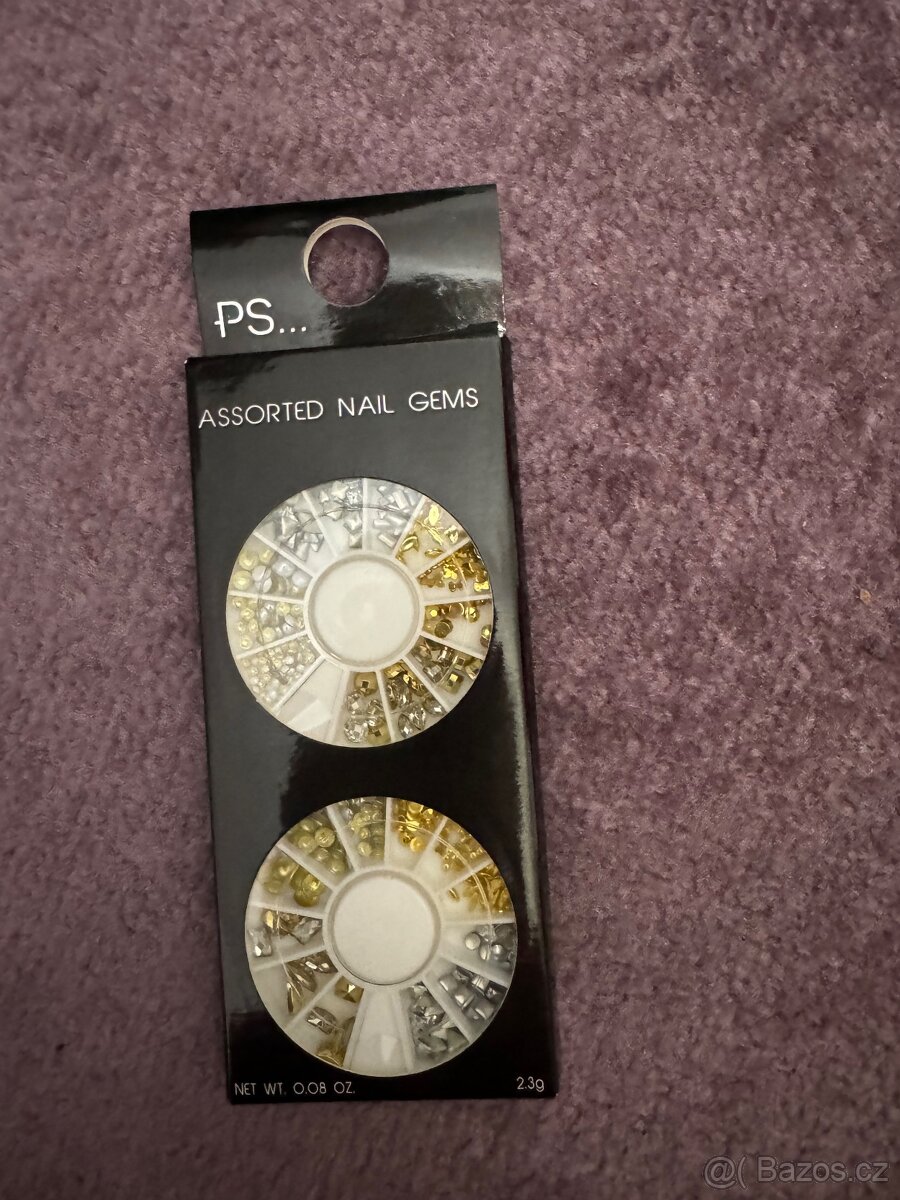 PS...
ASSORTED NAIL GEMS
NET WT. 0.08 OZ.
2.3g
@( Bazos.cz